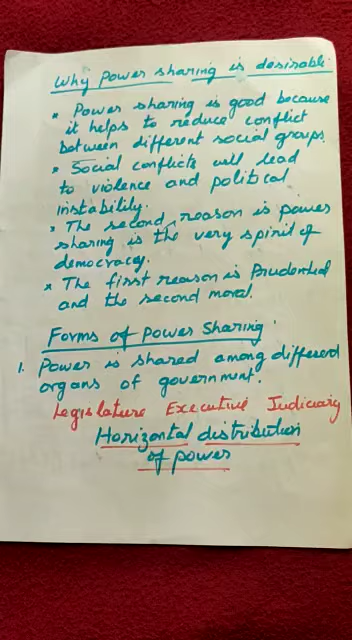 Why Power sharing is desirable.
* Power sharing is good because
it helps to reduce conflict
between different social groups.
* Social conflicts will lead
to violence and political
instability.
* The second reason is power
sharing is the very spirit of
democracy.
* The first reason is Prudential
and the second moral.
Forms of Power Sharing
1. Power is shared among different
organs of government.
Legislature Executive Judiciary
Horizontal distribution
of power